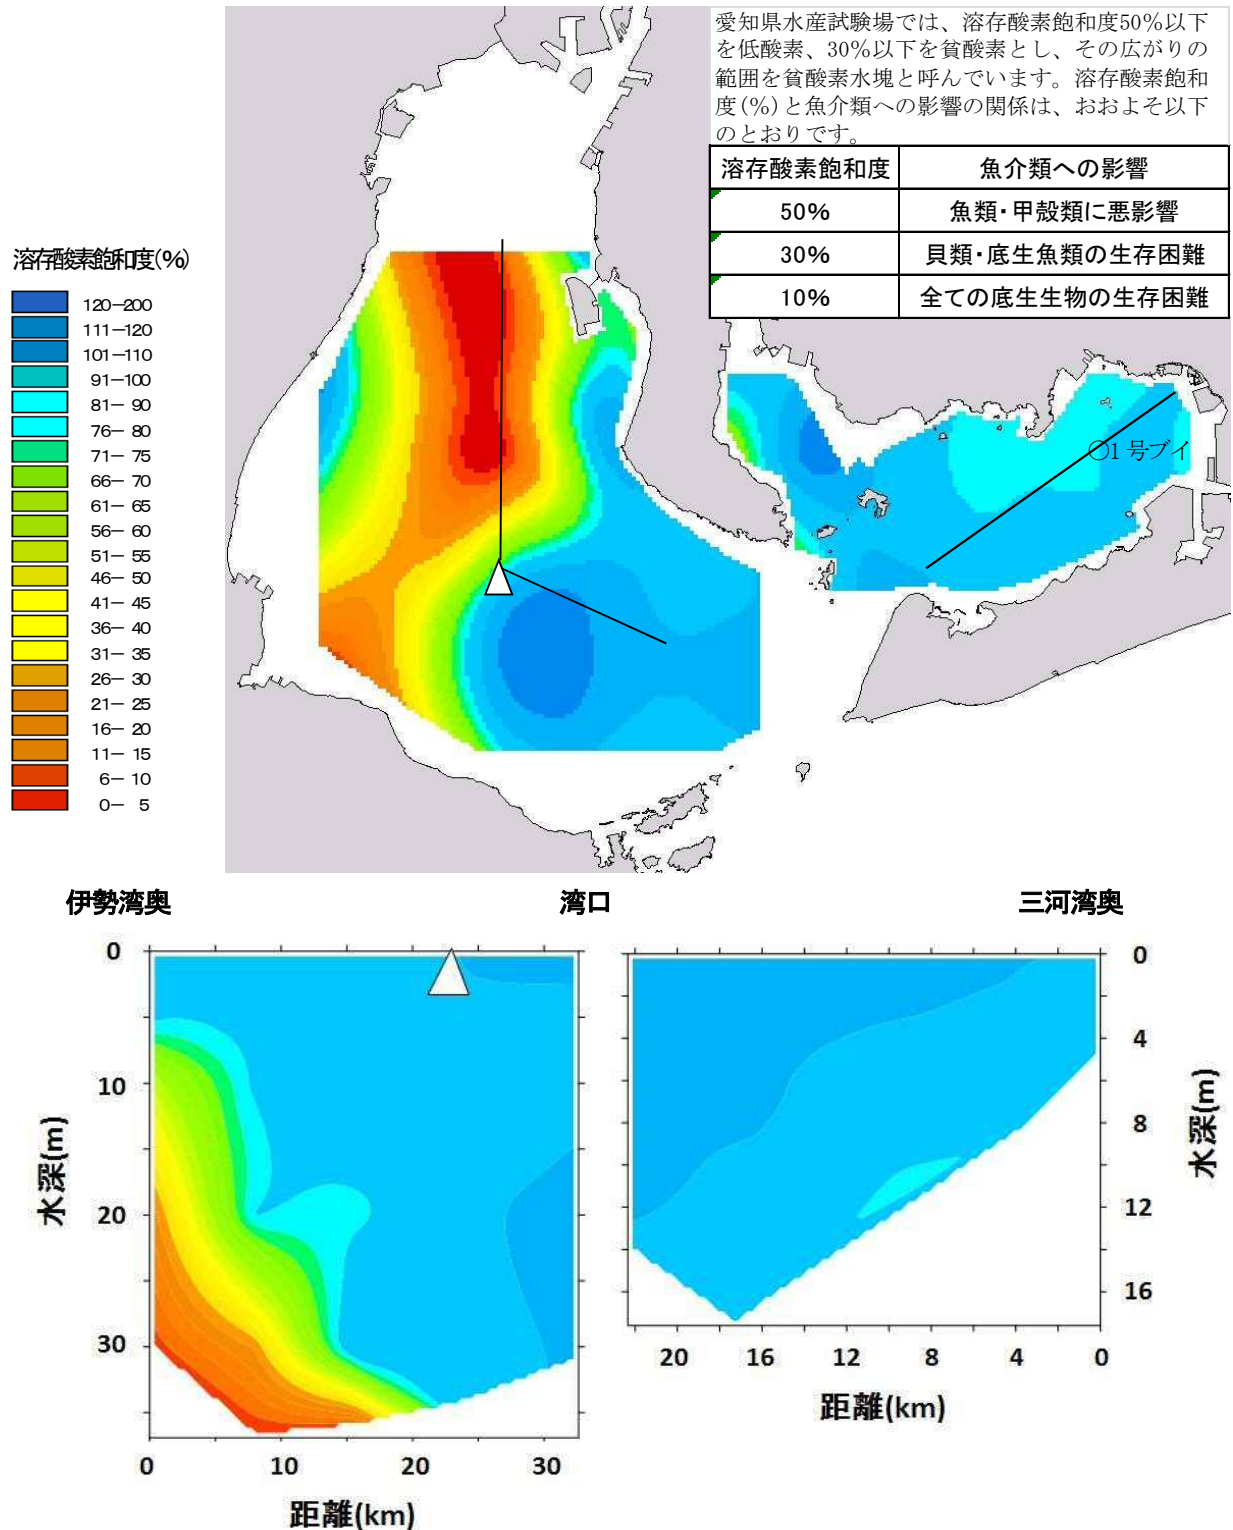 愛知県水産試験場では、溶存酸素飽和度50%以下
を低酸素、30%以下を貧酸素とし、その広がりの
範囲を貧酸素水塊と呼んでいます。溶存酸素飽和
度(%)と魚介類への影響の関係は、おおよそ以下
のとおりです。
溶存酸素飽和度 魚介類への影響
50% 魚類・甲殻類に悪影響
30% 貝類・底生魚類の生存困難
10% 全ての底生生物の生存困難
溶存酸素飽和度(%)
120-200
111-120
101-110
91-100
81- 90
76- 80
71- 75
66- 70
61- 65
56- 60
51- 55
46- 50
41- 45
36- 40
31- 35
26- 30
21- 25
16- 20
11- 15
6- 10
0- 5
○1号ブイ
伊勢湾奥 湾口 三河湾奥
0
10
20
30
水深(m)
0 10 20 30
距離(km)
0
4
8
12
16
水深(m)
20 16 12 8 4 0
距離(km)